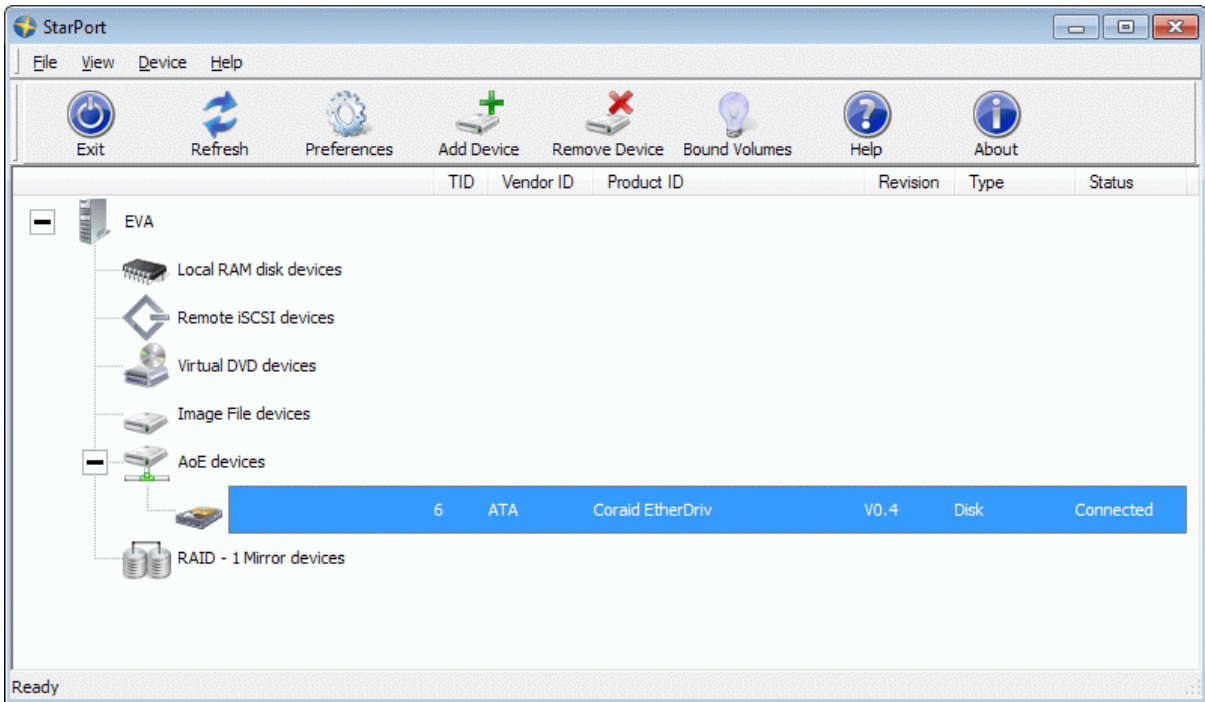 StarPort
File View Device Help
Exit Refresh Preferences Add Device Remove Device Bound Volumes Help About
TID Vendor ID Product ID Revision Type Status
EVA
Local RAM disk devices
Remote iSCSI devices
Virtual DVD devices
Image File devices
AoE devices
6 ATA Coraid EtherDriv V0.4 Disk Connected
RAID - 1 Mirror devices
Ready